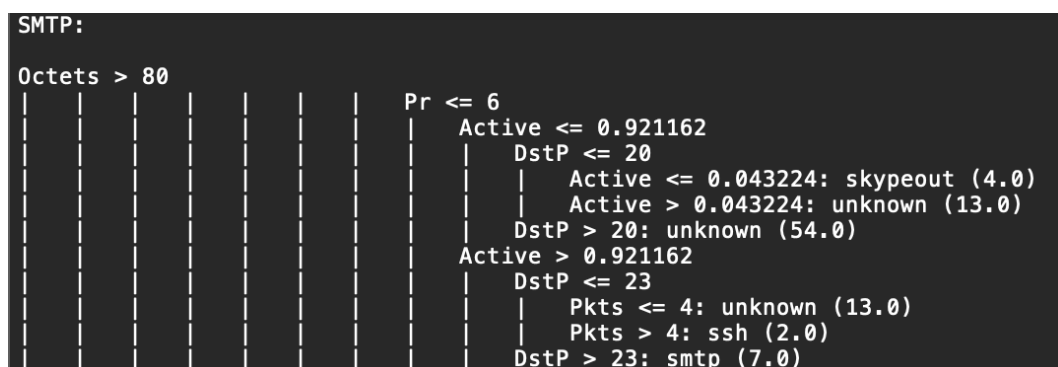 SMTP:
Octets > 80
|    |    |    |    |    |    |    Pr <= 6
|    |    |    |    |    |    |    |    Active <= 0.921162
|    |    |    |    |    |    |    |    |    DstP <= 20
|    |    |    |    |    |    |    |    |    |    Active <= 0.043224: skypeout (4.0)
|    |    |    |    |    |    |    |    |    |    Active > 0.043224: unknown (13.0)
|    |    |    |    |    |    |    |    |    DstP > 20: unknown (54.0)
|    |    |    |    |    |    |    |    Active > 0.921162
|    |    |    |    |    |    |    |    |    DstP <= 23
|    |    |    |    |    |    |    |    |    |    Pkts <= 4: unknown (13.0)
|    |    |    |    |    |    |    |    |    |    Pkts > 4: ssh (2.0)
|    |    |    |    |    |    |    |    |    DstP > 23: smtp (7.0)